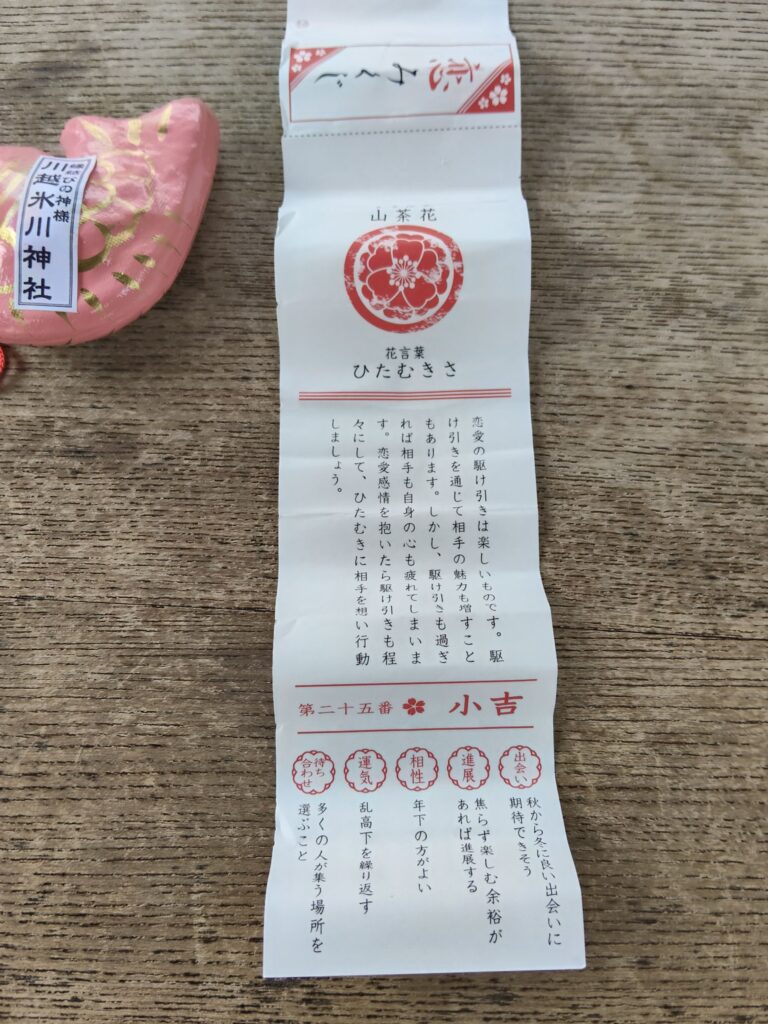 恋みくじ
縁結びの神様
川越氷川神社
山茶花
花言葉
ひたむきさ
恋愛の駆け引きは楽しいものです。駆
け引きを通じて相手の魅力も増すこと
もあります。しかし、駆け引きも過ぎ
れば相手も自身の心も疲れてしまいま
す。恋愛感情を抱いたら駆け引きも程
々にして、ひたむきに相手を想い行動
しましょう。
第二十五番 小吉
出会い
秋から冬に良い出会いに
期待できそう
進展
焦らず楽しむ余裕が
あれば進展する
相性
年下の方がよい
運気
乱高下を繰り返す
待ち
合わせ
多くの人が集う場所を
選ぶこと